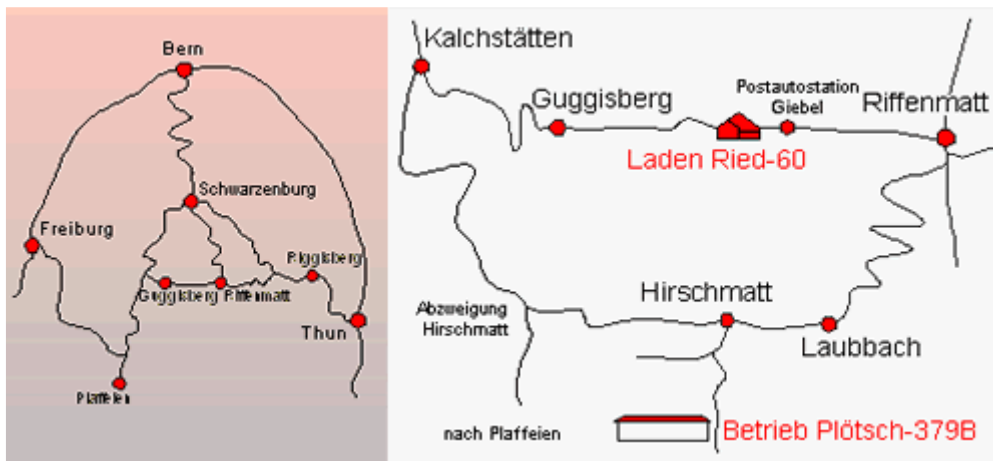 Bern
Schwarzenburg
Freiburg
Riggisberg
Guggisberg Riffenmatt
Thun
Plaffeien
Kalchstätten
Guggisberg
Postautostation
Giebel
Riffenmatt
Laden Ried-60
Abzweigung
Hirschmatt
Hirschmatt
Laubbach
nach Plaffeien
Betrieb Plötsch-379B